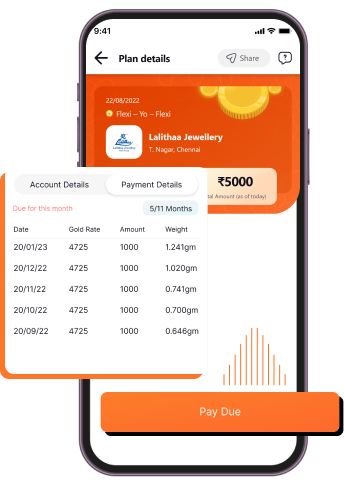 9:41
Plan details
Share
22/08/2022
Flexi – Yo – Flexi
Lalithaa Jewellery
T. Nagar, Chennai
₹5000
tal Amount (as of today)
Account Details Payment Details
Due for this month 5/11 Months
Date Gold Rate Amount Weight
20/01/23 4725 1000 1.241gm
20/12/22 4725 1000 1.020gm
20/11/22 4725 1000 0.741gm
20/10/22 4725 1000 0.700gm
20/09/22 4725 1000 0.646gm
Pay Due